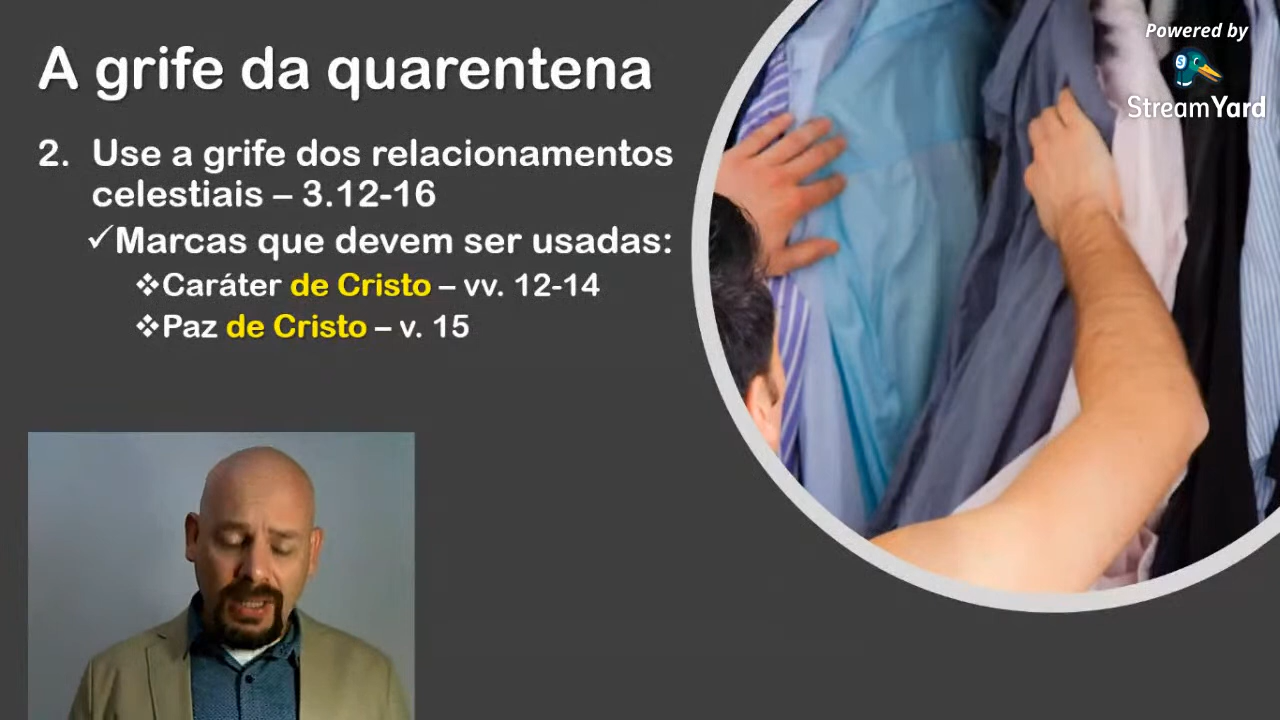 A grife da quarentena
2. Use a grife dos relacionamentos
celestiais – 3.12-16
✓Marcas que devem ser usadas:
❖Caráter de Cristo – vv. 12-14
❖Paz de Cristo – v. 15
Powered by
StreamYard